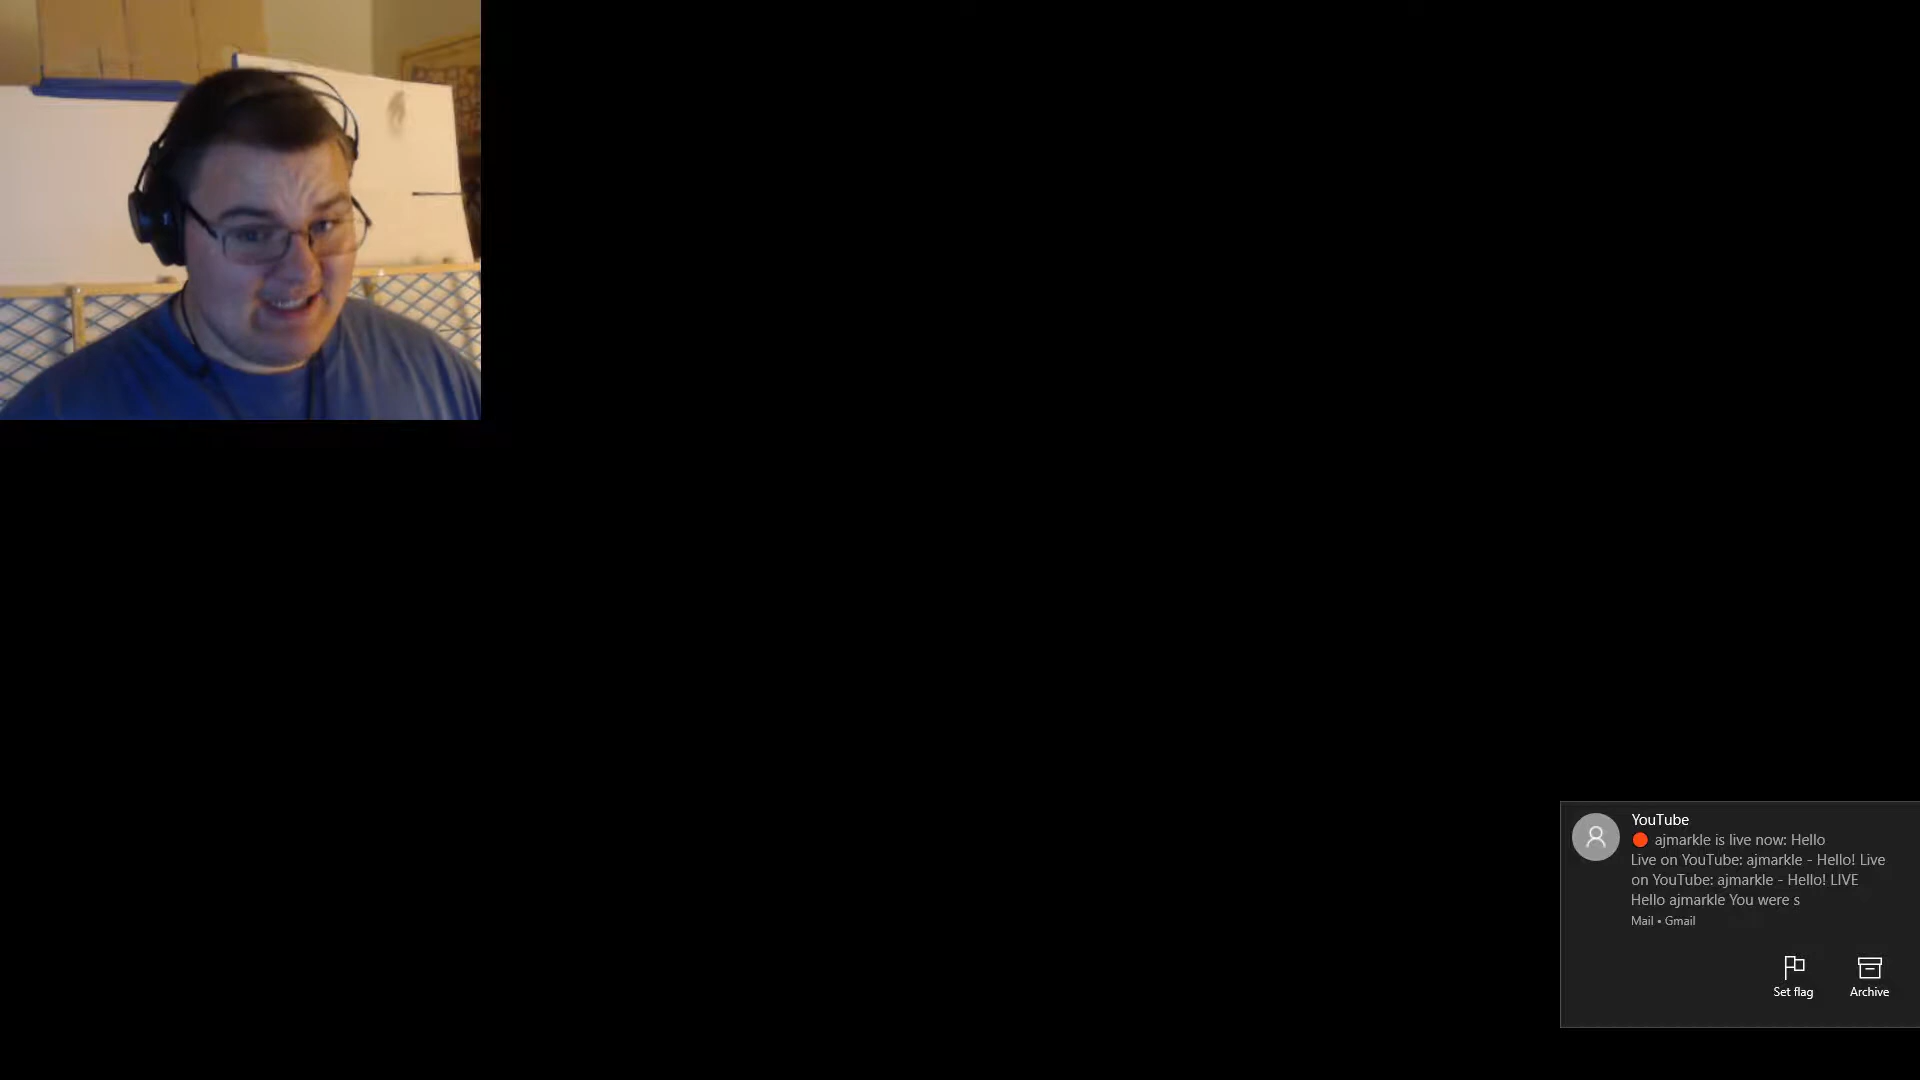 YouTube
🔴 ajmarkle is live now: Hello
Live on YouTube: ajmarkle - Hello! Live
on YouTube: ajmarkle - Hello! LIVE
Hello ajmarkle You were s
Mail • Gmail
Set flag
Archive